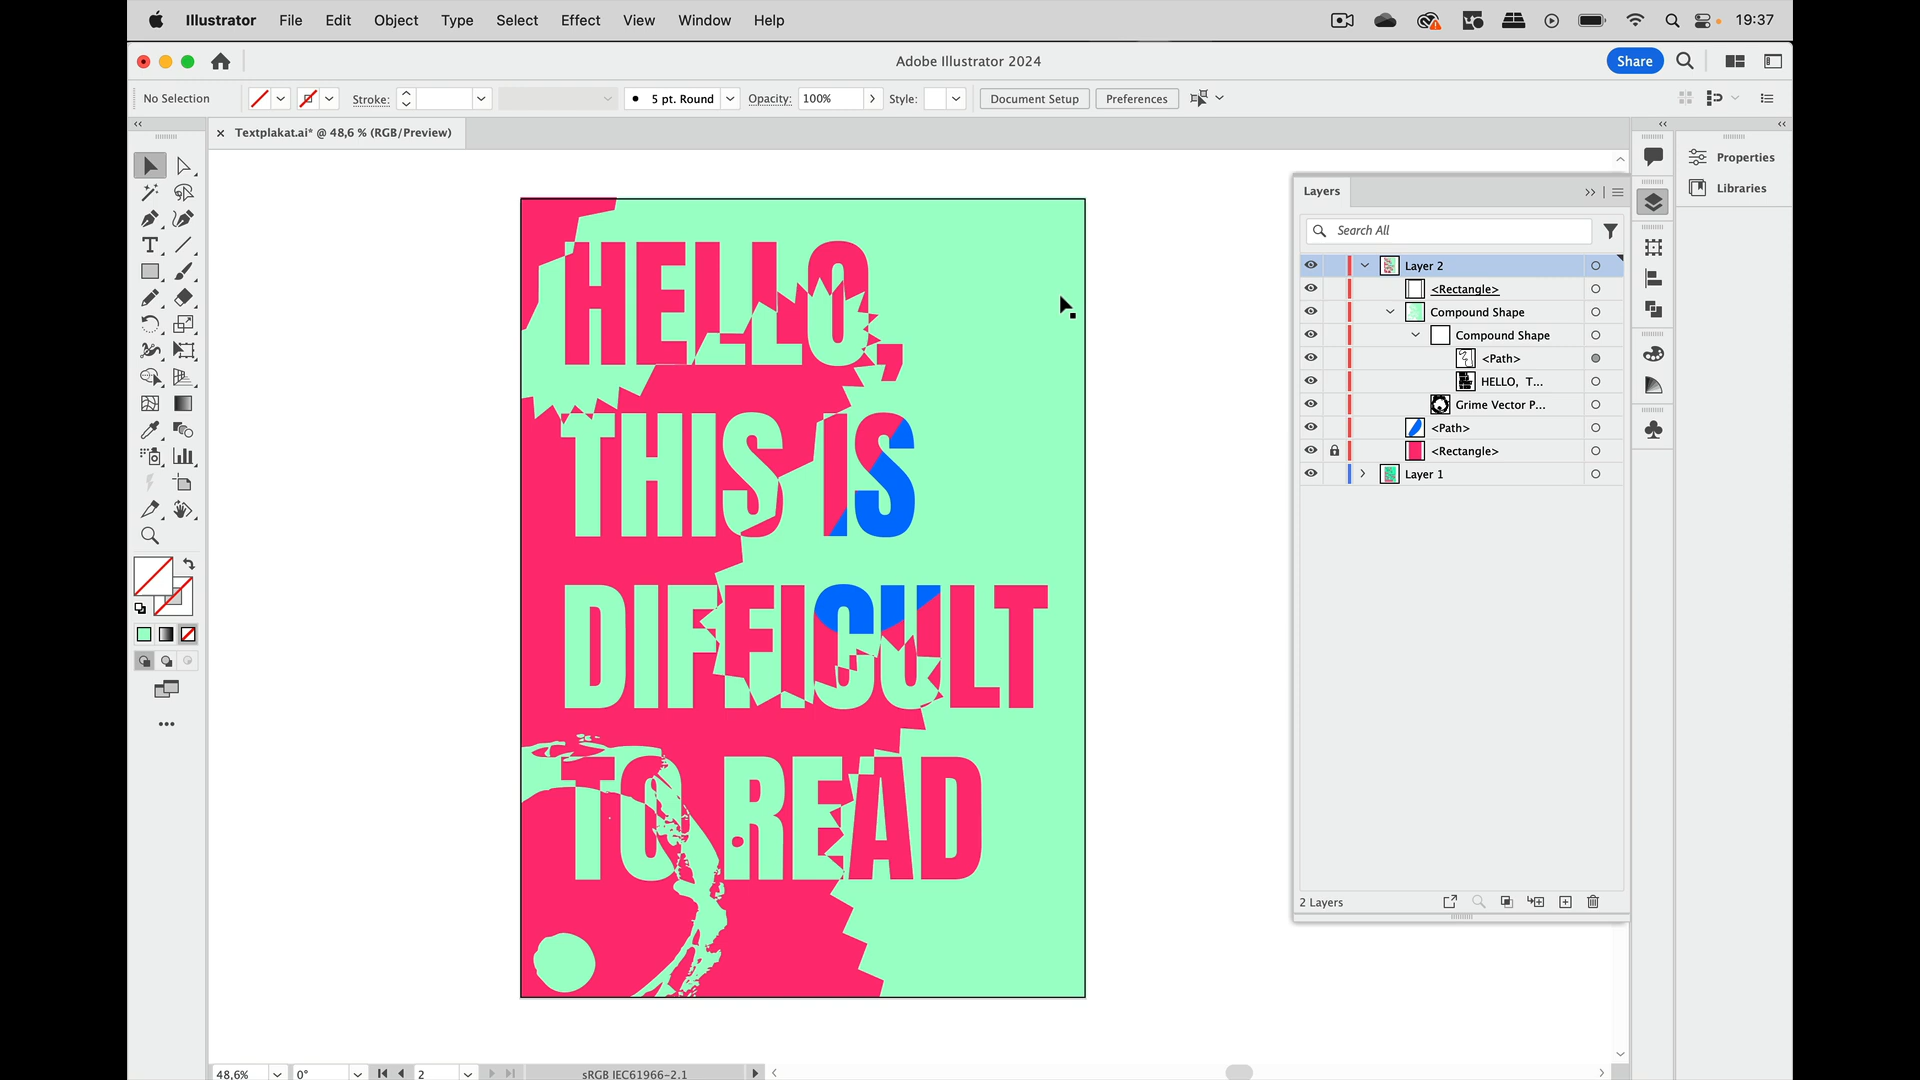 Illustrator File Edit Object Type Select Effect View Window Help 19:37
Adobe Illustrator 2024 Share
No Selection Stroke: 5 pt. Round Opacity: 100% Style: Document Setup Preferences
Textplakat.ai* @ 48,6 % (RGB/Preview)
Properties
Libraries
Layers
Search All
Layer 2
<Rectangle>
Compound Shape
Compound Shape
<Path>
HELLO, T...
Grime Vector P...
<Path>
<Rectangle>
Layer 1
2 Layers
HELLO,
THIS IS
DIFFICULT
TO READ
48,6% 0° 2 sRGB IEC61966-2.1